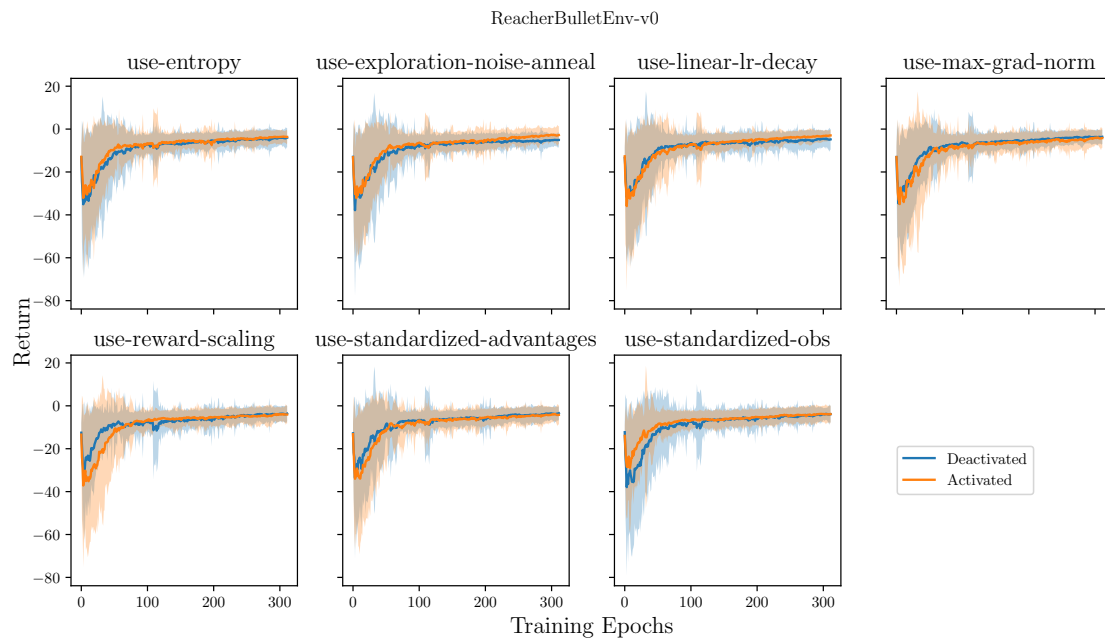 ReacherBulletEnv-v0
use-entropy
use-exploration-noise-anneal
use-linear-lr-decay
use-max-grad-norm
20
0
−20
−40
−60
−80
Return
use-reward-scaling
use-standardized-advantages
use-standardized-obs
20
0
−20
−40
−60
−80
0 100 200 300
0 100 200 300
0 100 200 300
Deactivated
Activated
Training Epochs